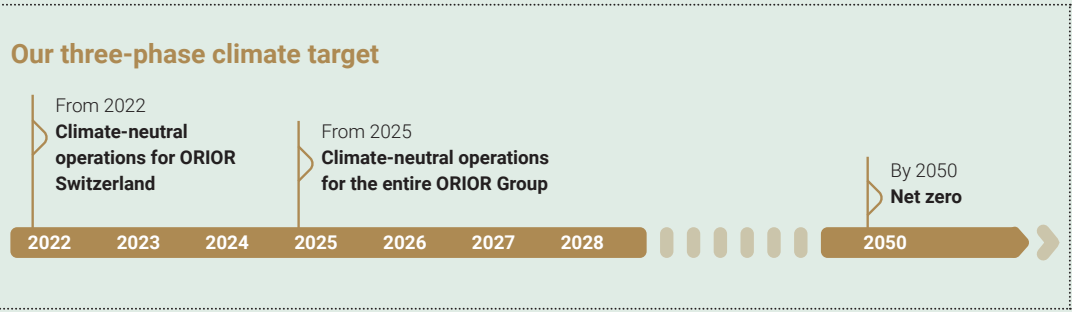 Our three-phase climate target
From 2022
Climate-neutral
operations for ORIOR
Switzerland
From 2025
Climate-neutral operations
for the entire ORIOR Group
By 2050
Net zero
2022 2023 2024 2025 2026 2027 2028 2050